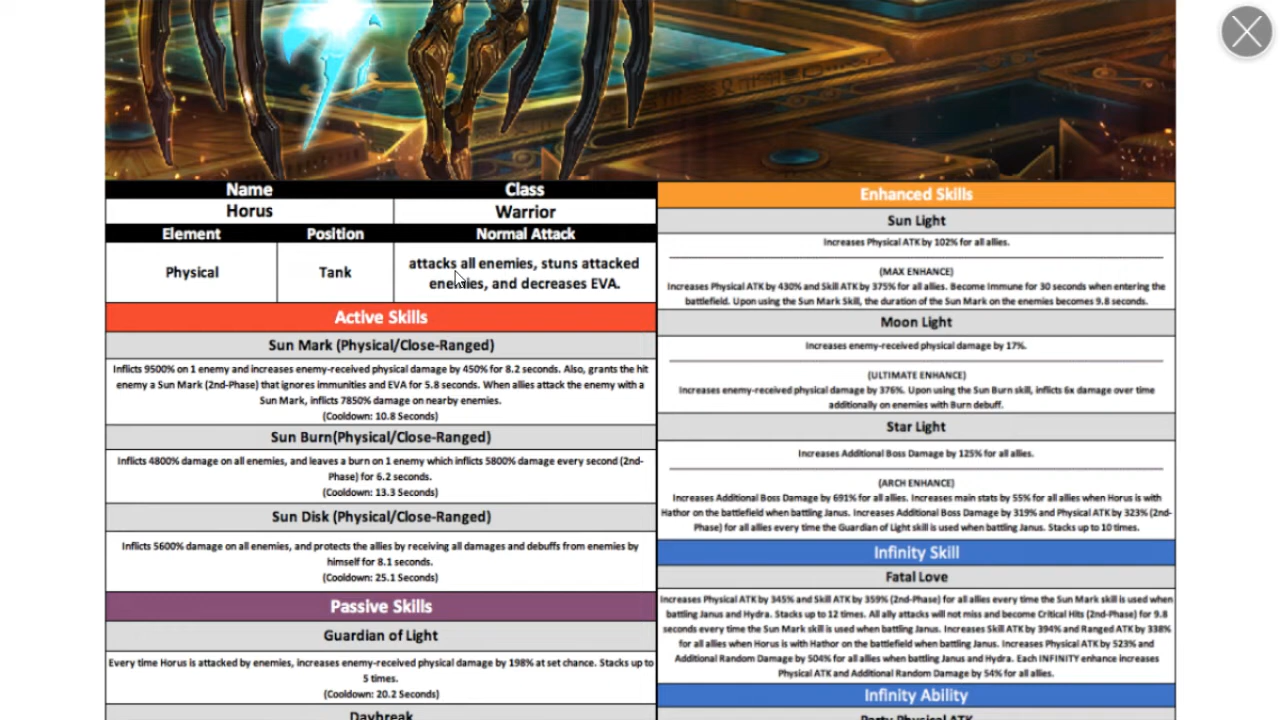 Name
Class
Horus
Warrior
Element
Position
Normal Attack
Physical
Tank
attacks all enemies, stuns attacked
enemies, and decreases EVA.
Active Skills
Sun Mark (Physical/Close-Ranged)
Inflicts 9500% on 1 enemy and increases enemy-received physical damage by 450% for 8.2 seconds. Also, grants the hit
enemy a Sun Mark (2nd-Phase) that ignores immunities and EVA for 5.8 seconds. When allies attack the enemy with a
Sun Mark, inflicts 7850% damage on nearby enemies.
(Cooldown: 10.8 Seconds)
Sun Burn(Physical/Close-Ranged)
Inflicts 4800% damage on all enemies, and leaves a burn on 1 enemy which inflicts 5800% damage every second (2nd-
Phase) for 6.2 seconds.
(Cooldown: 13.3 Seconds)
Sun Disk (Physical/Close-Ranged)
Inflicts 5600% damage on all enemies, and protects the allies by receiving all damages and debuffs from enemies by
himself for 8.1 seconds.
(Cooldown: 25.1 Seconds)
Passive Skills
Guardian of Light
Every time Horus is attacked by enemies, increases enemy-received physical damage by 198% at set chance. Stacks up to
5 times.
(Cooldown: 20.2 Seconds)
Daybreak
Enhanced Skills
Sun Light
Increases Physical ATK by 102% for all allies.
(MAX ENHANCE)
Increases Physical ATK by 430% and Skill ATK by 375% for all allies. Become Immune for 30 seconds when entering the
battlefield. Upon using the Sun Mark Skill, the duration of the Sun Mark on the enemies becomes 9.8 seconds.
Moon Light
Increases enemy-received physical damage by 17%.
(ULTIMATE ENHANCE)
Increases enemy-received physical damage by 376%. Upon using the Sun Burn skill, inflicts 6x damage over time
additionally on enemies with Burn debuff.
Star Light
Increases Additional Boss Damage by 125% for all allies.
(ARCH ENHANCE)
Increases Additional Boss Damage by 691% for all allies. Increases main stats by 55% for all allies when Horus is with
Hathor on the battlefield when battling Janus. Increases Additional Boss Damage by 319% and Physical ATK by 323% (2nd-
Phase) for all allies every time the Guardian of Light skill is used when battling Janus. Stacks up to 10 times.
Infinity Skill
Fatal Love
Increases Physical ATK by 345% and Skill ATK by 359% (2nd-Phase) for all allies every time the Sun Mark skill is used when
battling Janus and Hydra. Stacks up to 12 times. All ally attacks will not miss and become Critical Hits (2nd-Phase) for 9.8
seconds every time the Sun Mark skill is used when battling Janus. Increases Skill ATK by 394% and Ranged ATK by 338%
for all allies when Horus is with Hathor on the battlefield when battling Janus. Increases Physical ATK by 523% and
Additional Random Damage by 504% for all allies when battling Janus and Hydra. Each INFINITY enhance increases
Physical ATK and Additional Random Damage by 54% for all allies.
Infinity Ability
Party Physical ATK